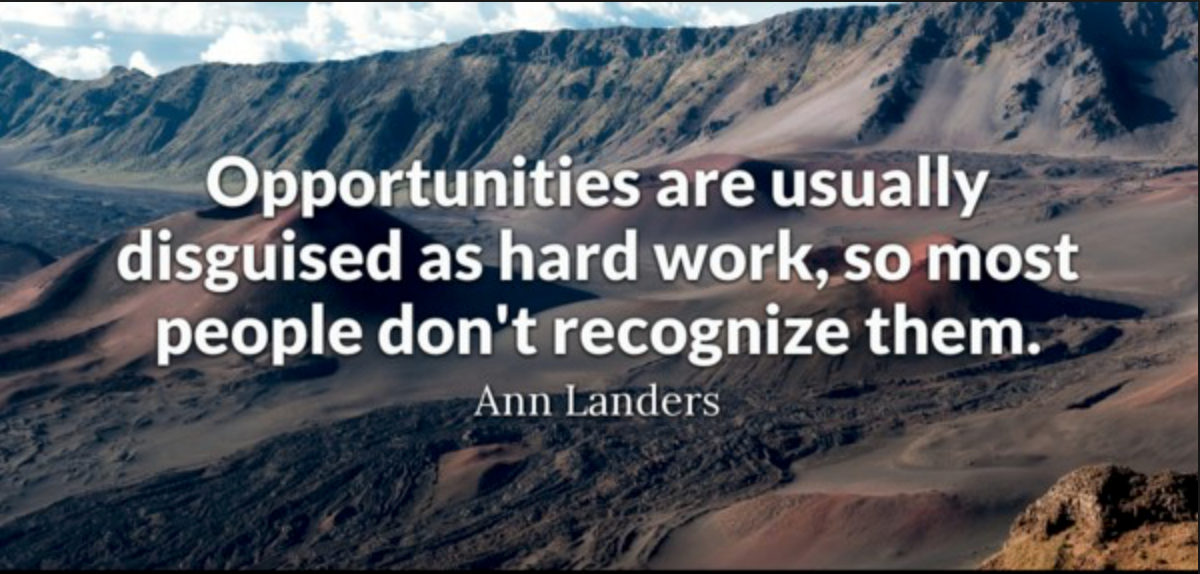 Opportunities are usually
disguised as hard work, so most
people don't recognize them.
Ann Landers